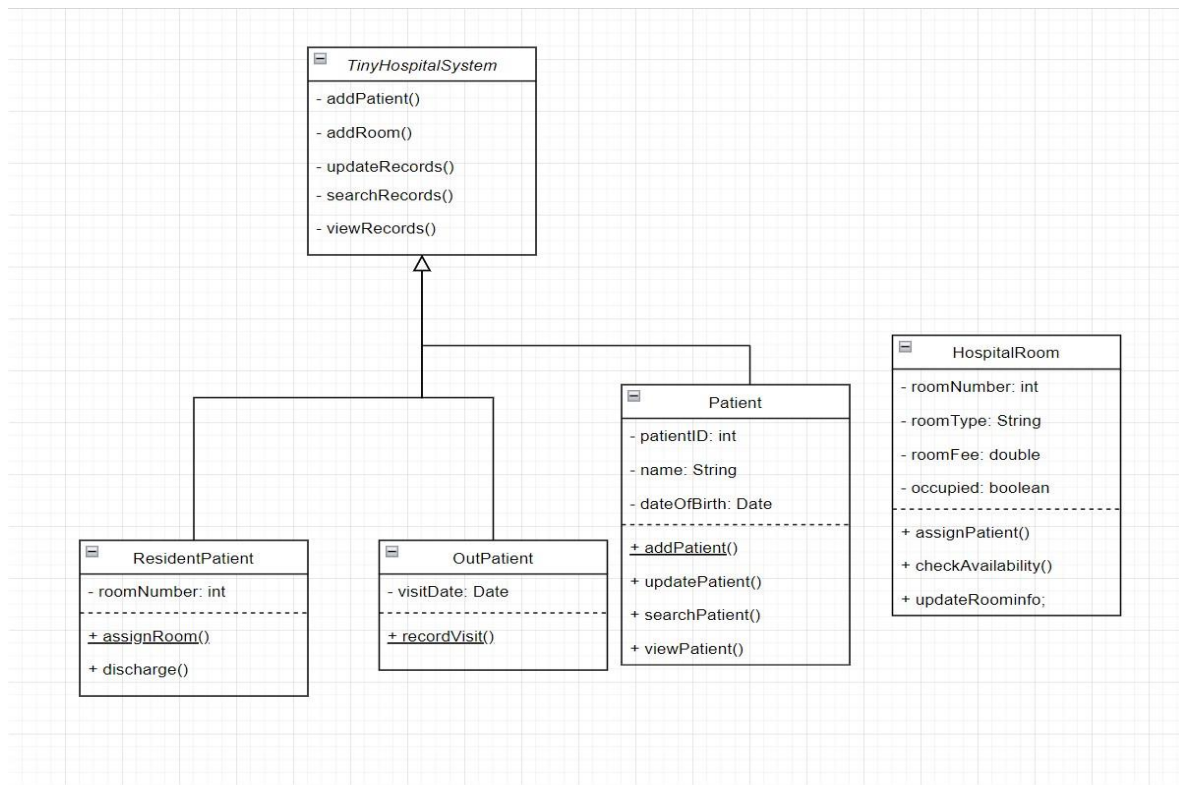 TinyHospitalSystem
- addPatient()
- addRoom()
- updateRecords()
- searchRecords()
- viewRecords()
HospitalRoom
- roomNumber: int
- roomType: String
- roomFee: double
- occupied: boolean
+ assignPatient()
+ checkAvailability()
+ updateRoominfo;
Patient
- patientID: int
- name: String
- dateOfBirth: Date
+ addPatient()
+ updatePatient()
+ searchPatient()
+ viewPatient()
ResidentPatient
- roomNumber: int
+ assignRoom()
+ discharge()
OutPatient
- visitDate: Date
+ recordVisit()